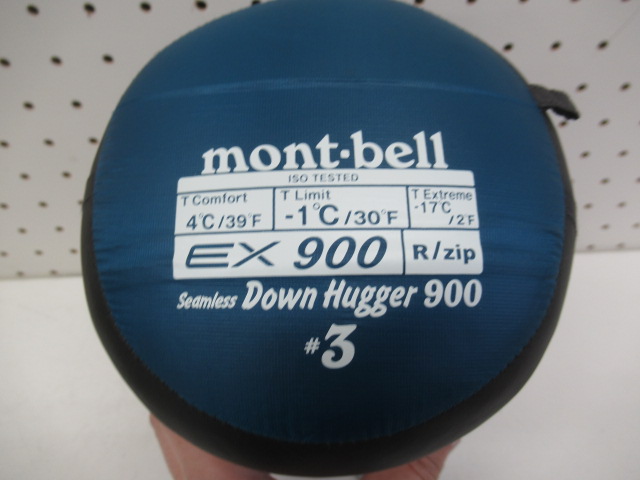 mont·bell
ISO TESTED
T Comfort T Limit T Extreme
4°C/39°F -1°C/30°F -17°C/2°F
EX 900 R/zip
Seamless Down Hugger 900
#3